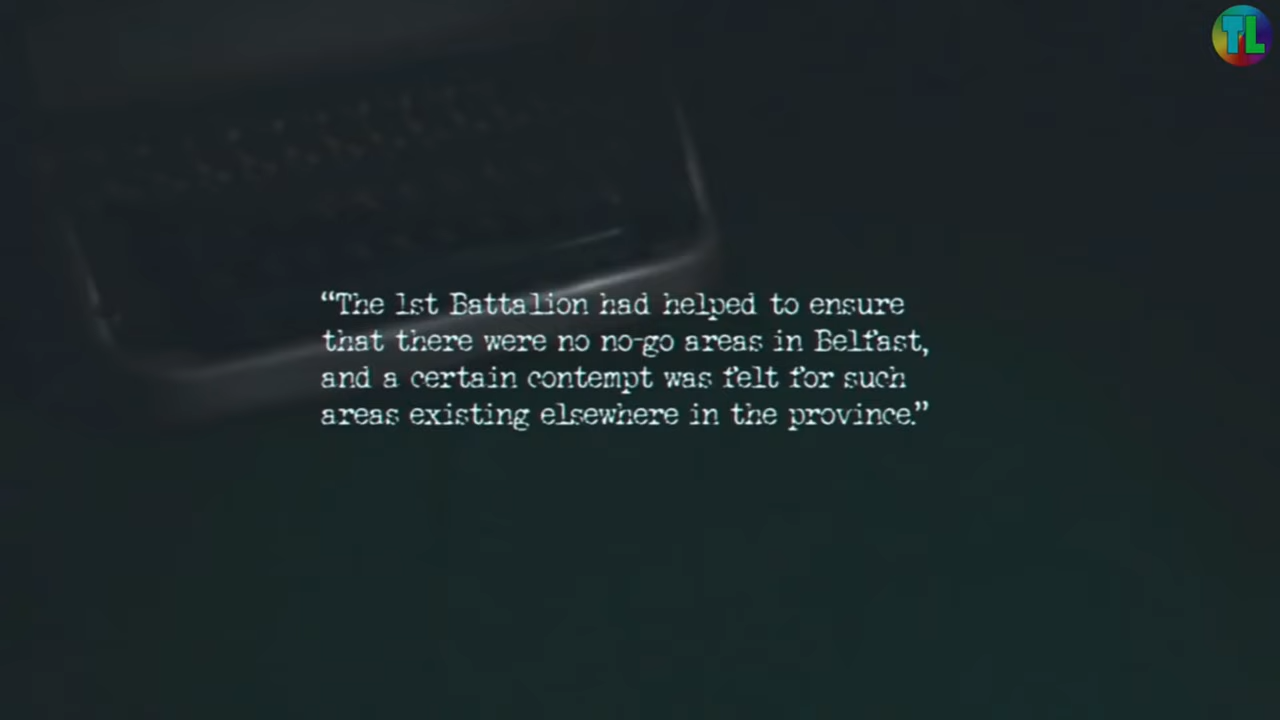 TL
“The 1st Battalion had helped to ensure
that there were no no-go areas in Belfast,
and a certain contempt was felt for such
areas existing elsewhere in the province.”